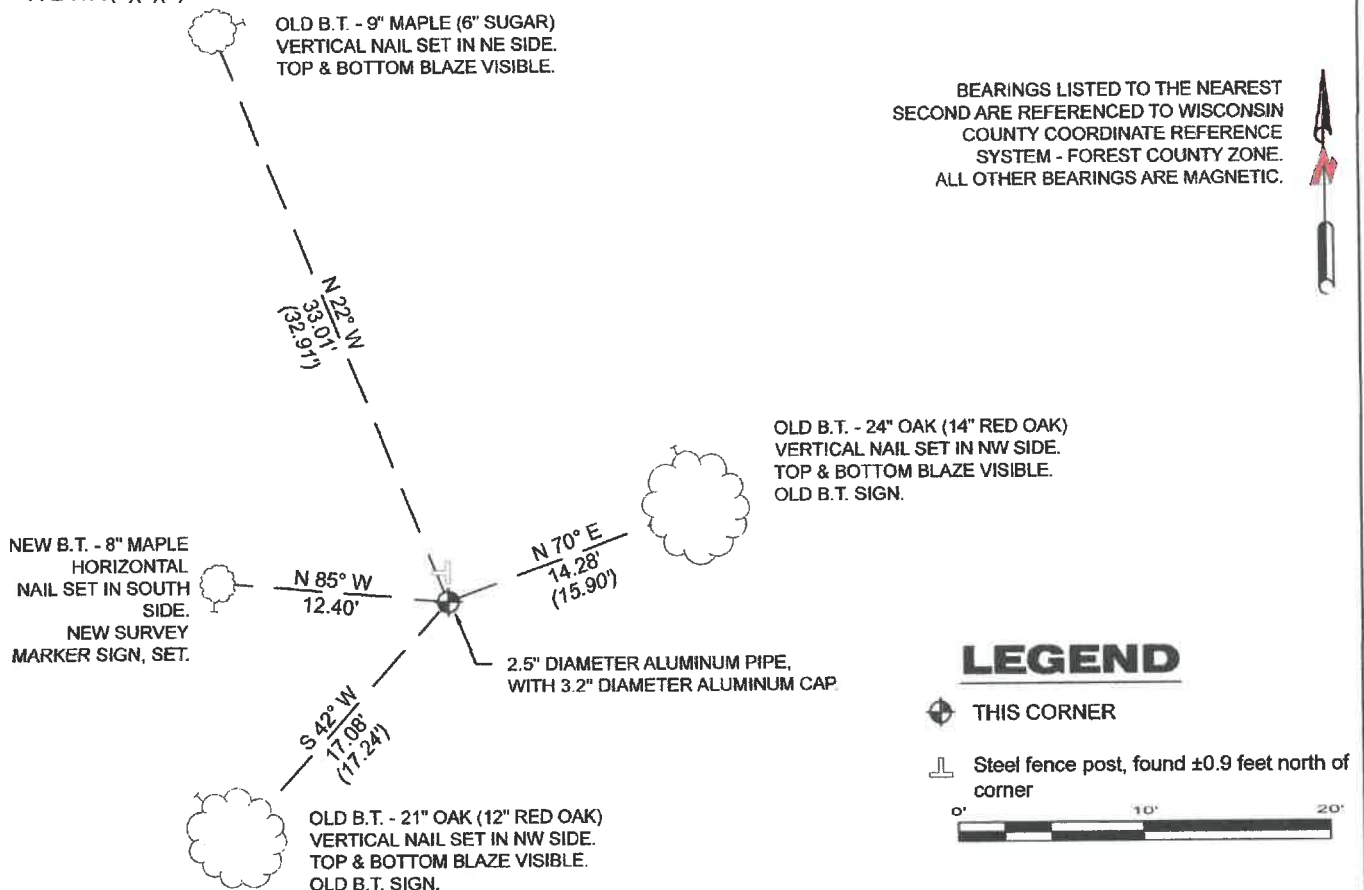 OLD B.T. - 9" MAPLE (6" SUGAR)
VERTICAL NAIL SET IN NE SIDE.
TOP & BOTTOM BLAZE VISIBLE.
BEARINGS LISTED TO THE NEAREST
SECOND ARE REFERENCED TO WISCONSIN
COUNTY COORDINATE REFERENCE
SYSTEM - FOREST COUNTY ZONE.
ALL OTHER BEARINGS ARE MAGNETIC.
N
N 22° W
33.01'
(32.91')
OLD B.T. - 24" OAK (14" RED OAK)
VERTICAL NAIL SET IN NW SIDE.
TOP & BOTTOM BLAZE VISIBLE.
OLD B.T. SIGN.
N 70° E
14.28'
(15.90')
NEW B.T. - 8" MAPLE
HORIZONTAL
NAIL SET IN SOUTH
SIDE.
NEW SURVEY
MARKER SIGN, SET.
N 85° W
12.40'
2.5" DIAMETER ALUMINUM PIPE,
WITH 3.2" DIAMETER ALUMINUM CAP.
S 42° W
17.08'
(17.24')
OLD B.T. - 21" OAK (12" RED OAK)
VERTICAL NAIL SET IN NW SIDE.
TOP & BOTTOM BLAZE VISIBLE.
OLD B.T. SIGN.
LEGEND
THIS CORNER
Steel fence post, found ±0.9 feet north of
corner
0' 10' 20'